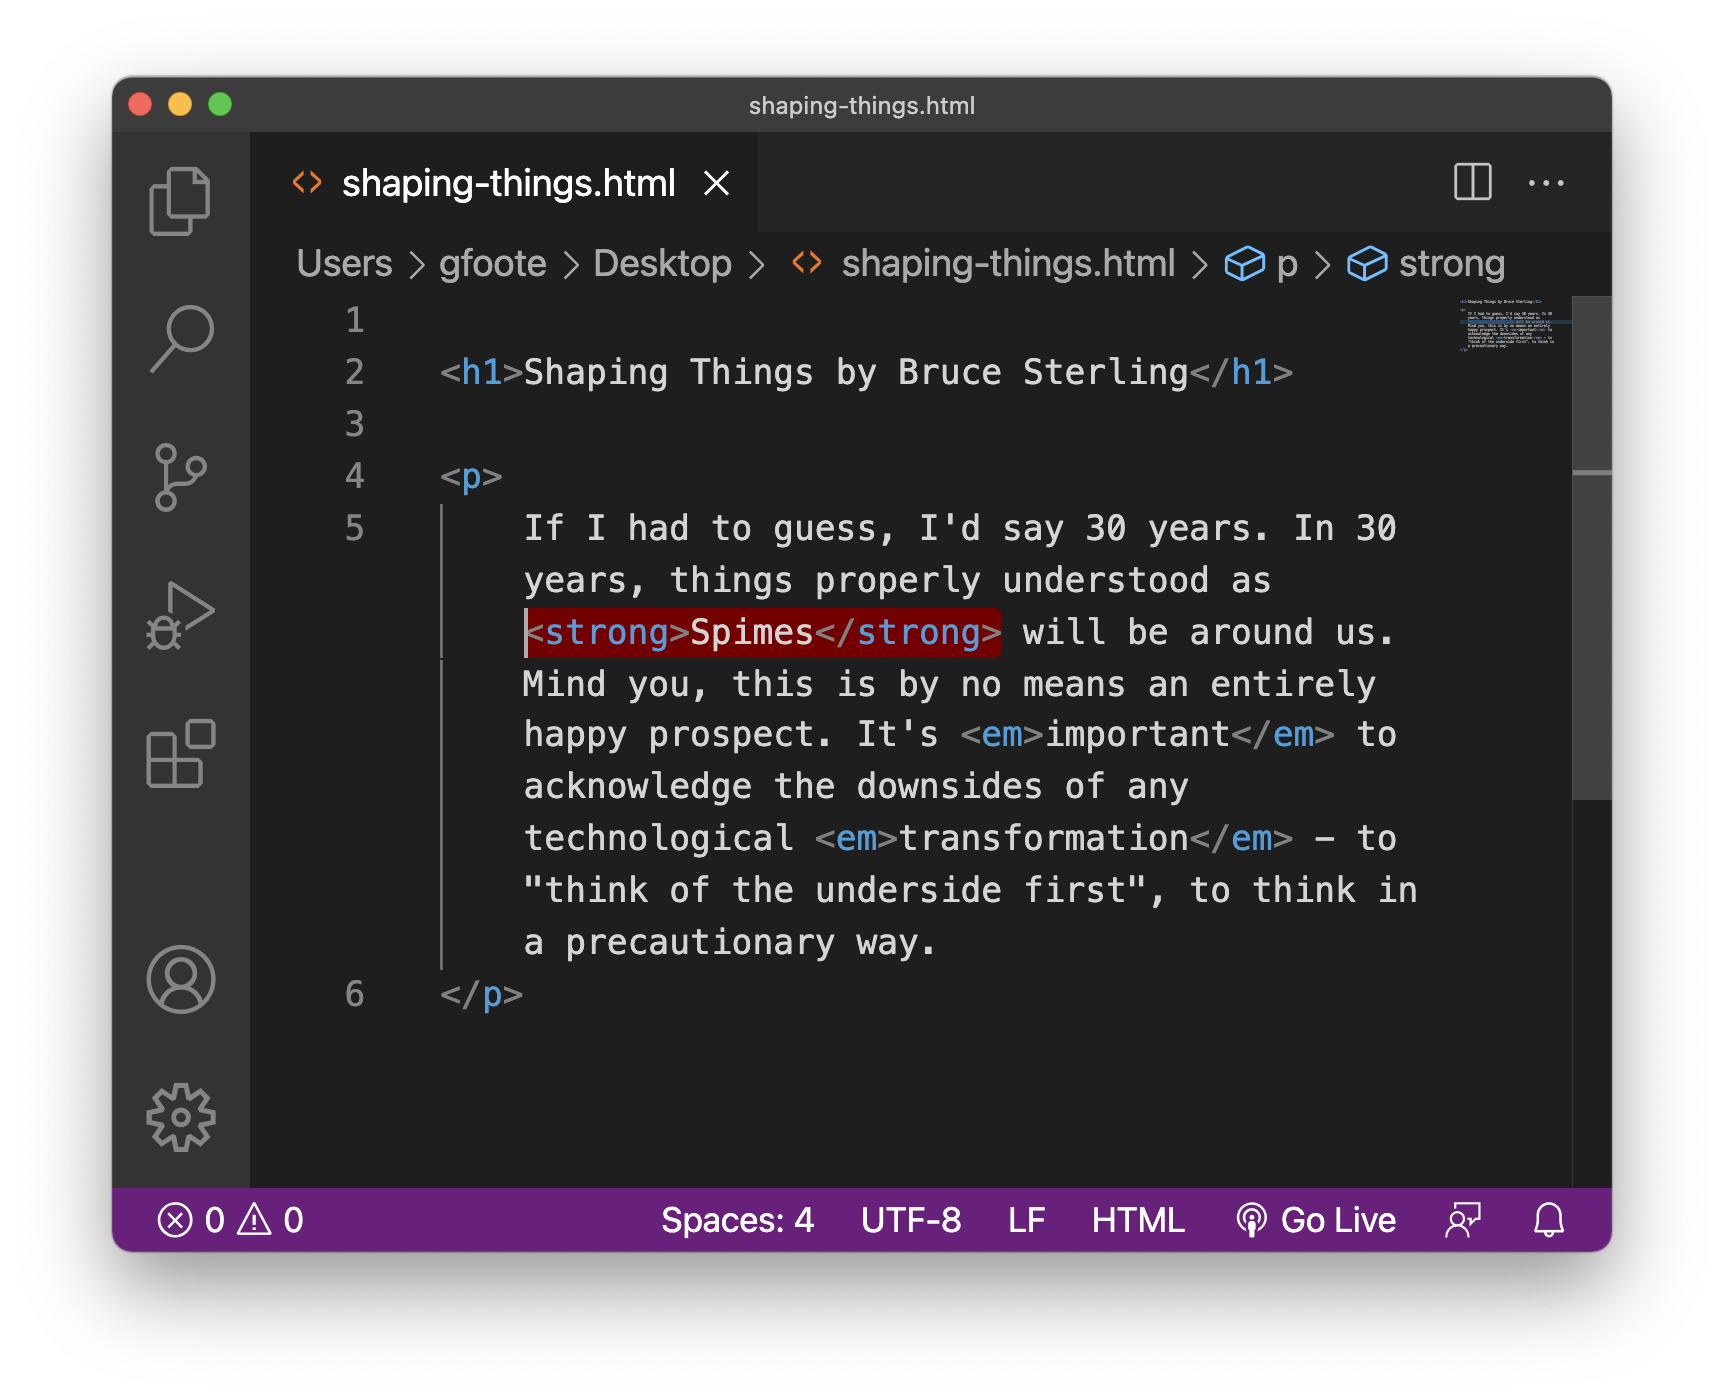 shaping-things.html
shaping-things.html
Users > gfoote > Desktop > shaping-things.html > p > strong
1
2 <h1>Shaping Things by Bruce Sterling</h1>
3
4 <p>
5 If I had to guess, I'd say 30 years. In 30
years, things properly understood as
<strong>Spimes</strong> will be around us.
Mind you, this is by no means an entirely
happy prospect. It's <em>important</em> to
acknowledge the downsides of any
technological <em>transformation</em> – to
"think of the underside first", to think in
a precautionary way.
6 </p>
0 0 Spaces: 4 UTF-8 LF HTML Go Live